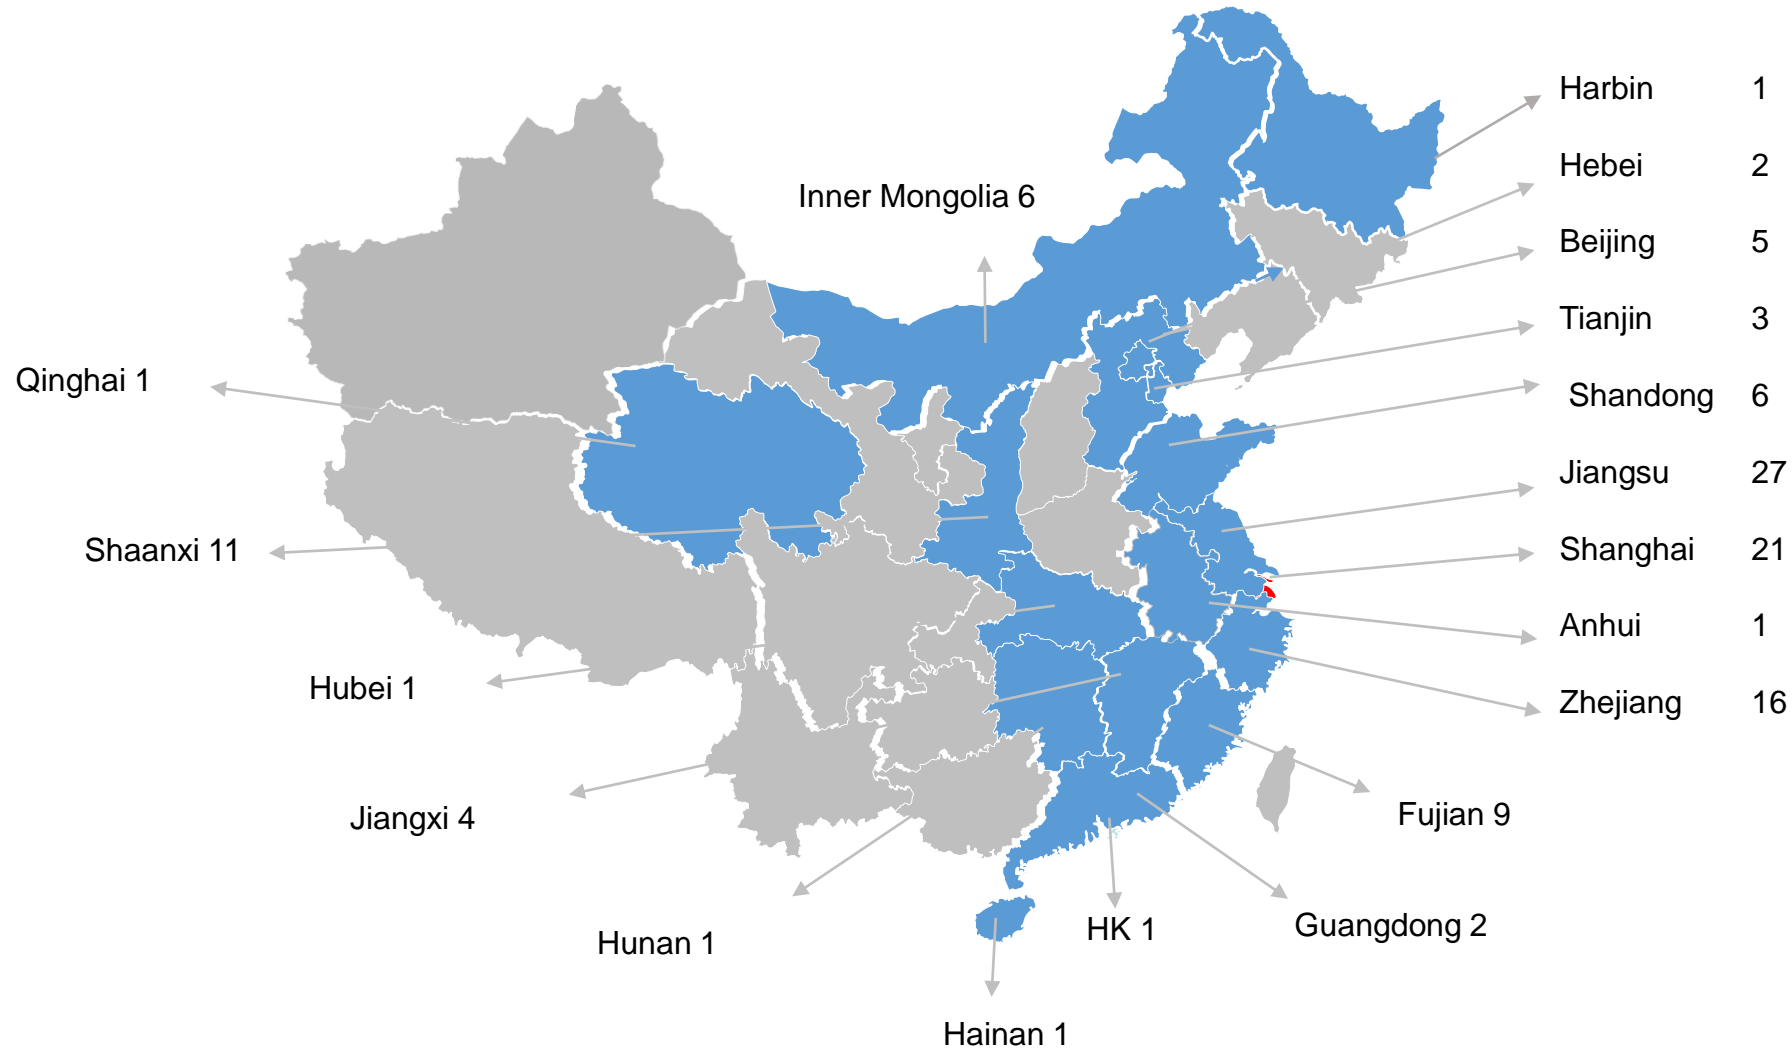 Harbin 1
Hebei 2
Inner Mongolia 6
Beijing 5
Tianjin 3
Qinghai 1
Shandong 6
Jiangsu 27
Shaanxi 11
Shanghai 21
Anhui 1
Hubei 1
Zhejiang 16
Jiangxi 4
Fujian 9
Hunan 1
HK 1
Guangdong 2
Hainan 1